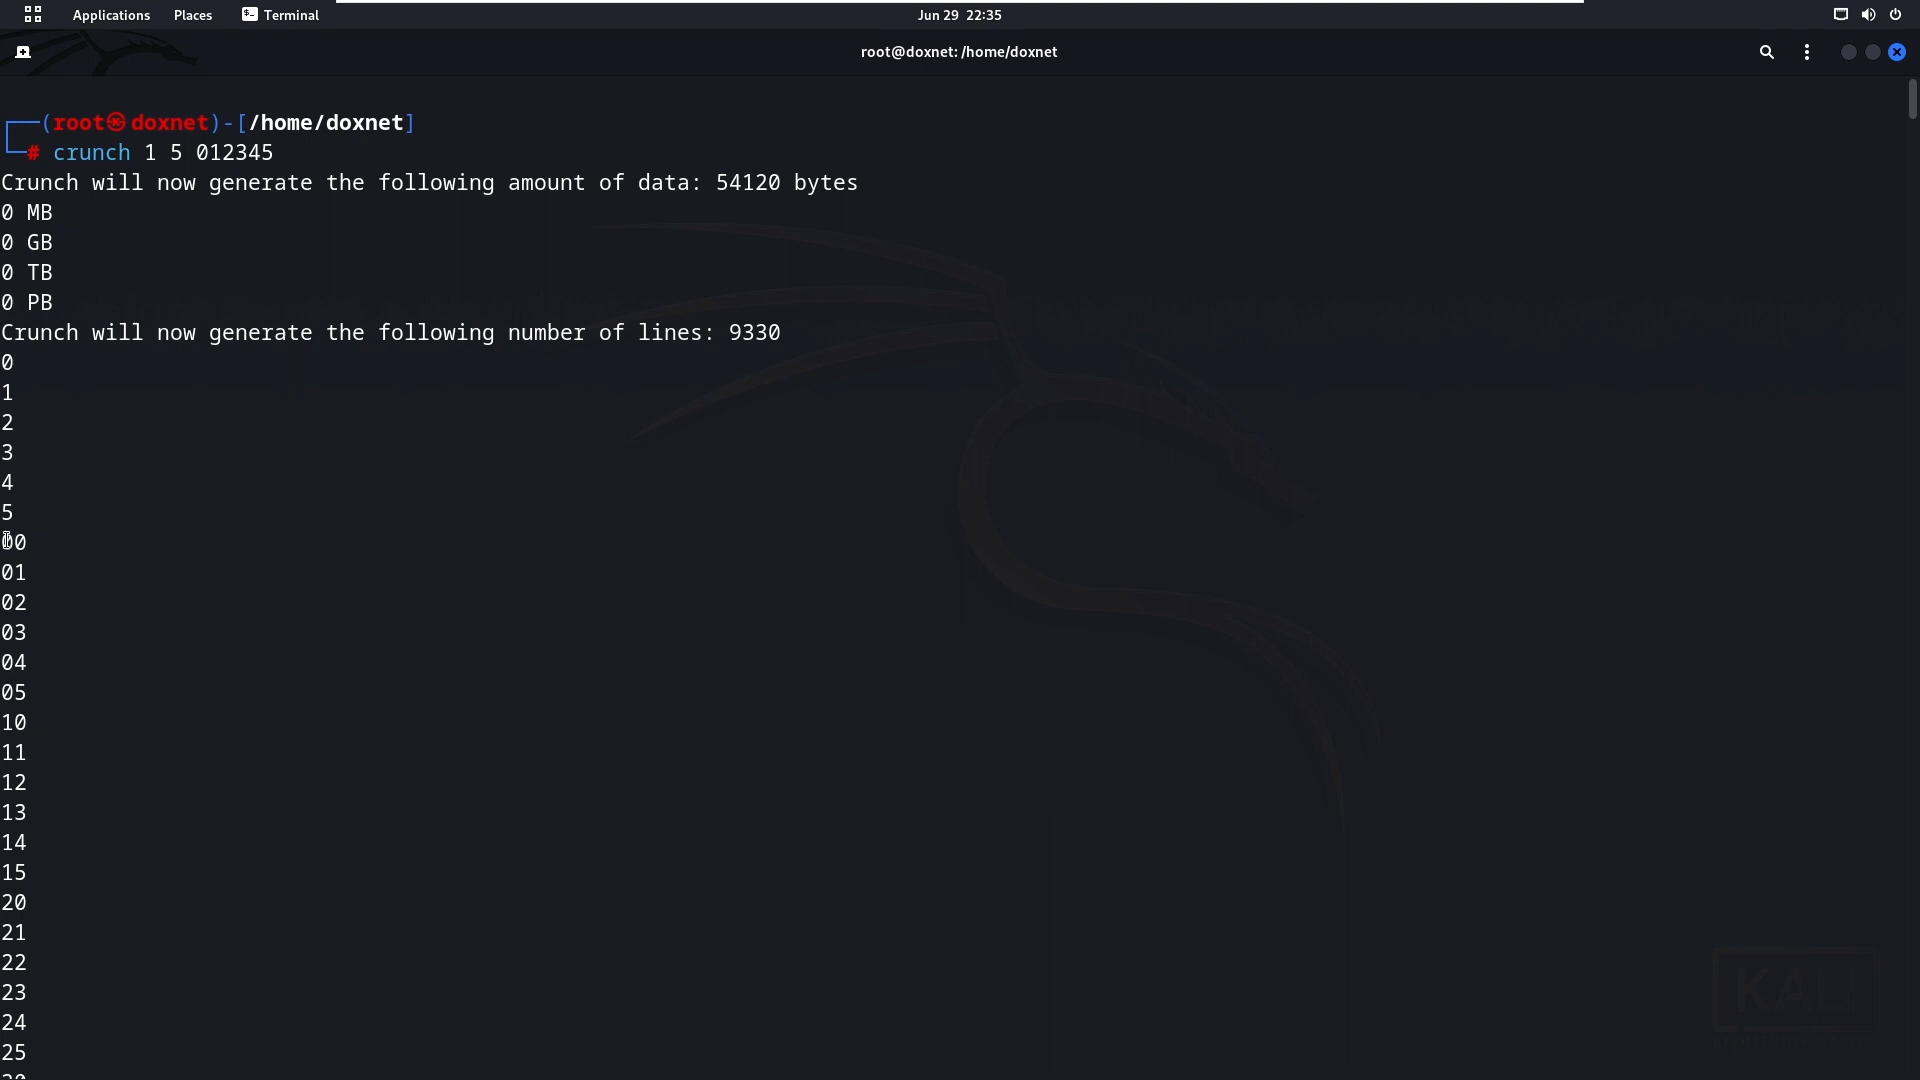 Applications Places Terminal Jun 29 22:35
root@doxnet: /home/doxnet
(root㉿doxnet)-[/home/doxnet]
# crunch 1 5 012345
Crunch will now generate the following amount of data: 54120 bytes
0 MB
0 GB
0 TB
0 PB
Crunch will now generate the following number of lines: 9330
0
1
2
3
4
5
00
01
02
03
04
05
10
11
12
13
14
15
20
21
22
23
24
25
KALI